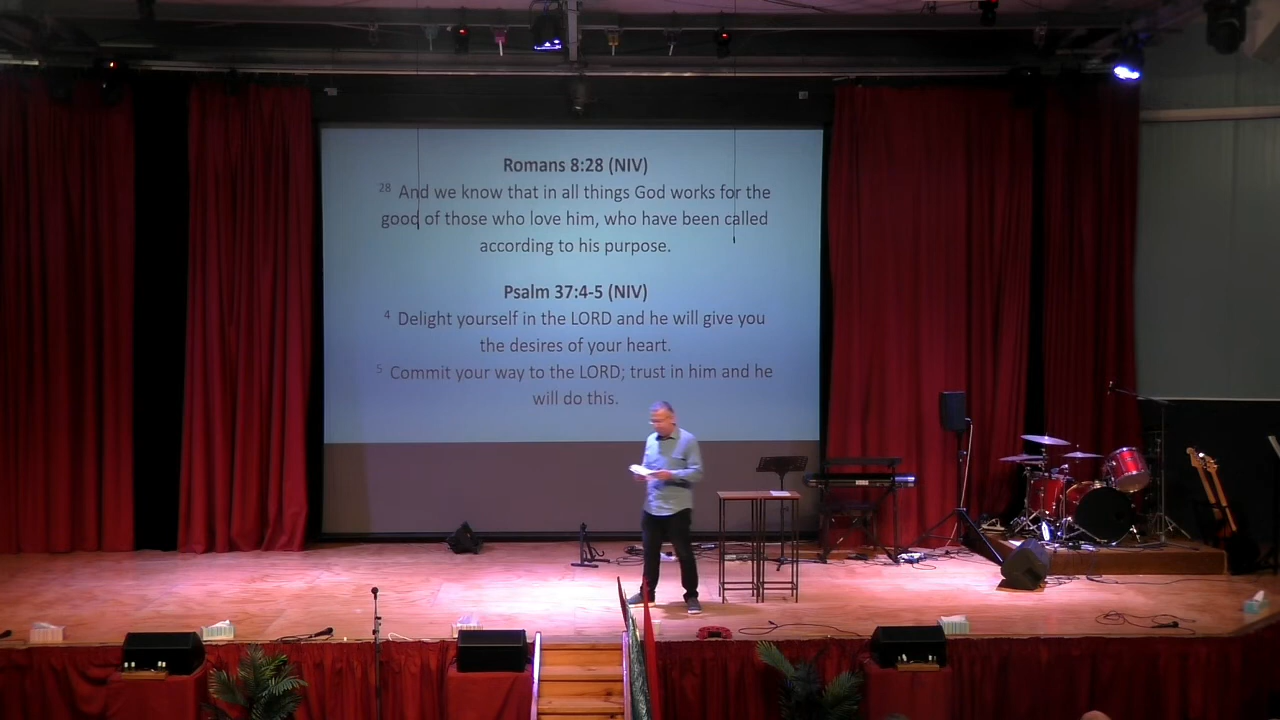 Romans 8:28 (NIV)
28 And we know that in all things God works for the
good of those who love him, who have been called
according to his purpose.
Psalm 37:4-5 (NIV)
4 Delight yourself in the LORD and he will give you
the desires of your heart.
5 Commit your way to the LORD; trust in him and he
will do this.